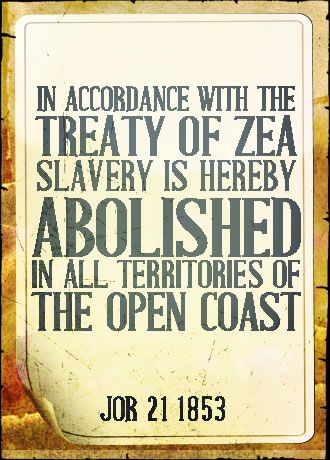 IN ACCORDANCE WITH THE
TREATY OF ZEA
SLAVERY IS HEREBY
ABOLISHED
IN ALL TERRITORIES OF
THE OPEN COAST
JOR 21 1853